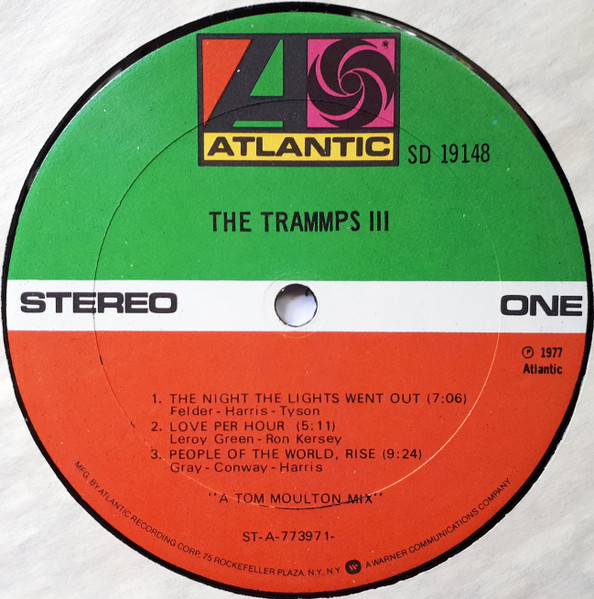 ATLANTIC
SD 19148
THE TRAMMPS III
STEREO
ONE
℗ 1977
Atlantic
1. THE NIGHT THE LIGHTS WENT OUT (7:06)
Felder-Harris-Tyson
2. LOVE PER HOUR (5:11)
Leroy Green-Ron Kersey
3. PEOPLE OF THE WORLD, RISE (9:24)
Gray-Conway-Harris
"A TOM MOULTON MIX"
ST-A-773971-
MFG. BY ATLANTIC RECORDING CORP. 75 ROCKEFELLER PLAZA, N.Y. N.Y. W A WARNER COMMUNICATIONS COMPANY